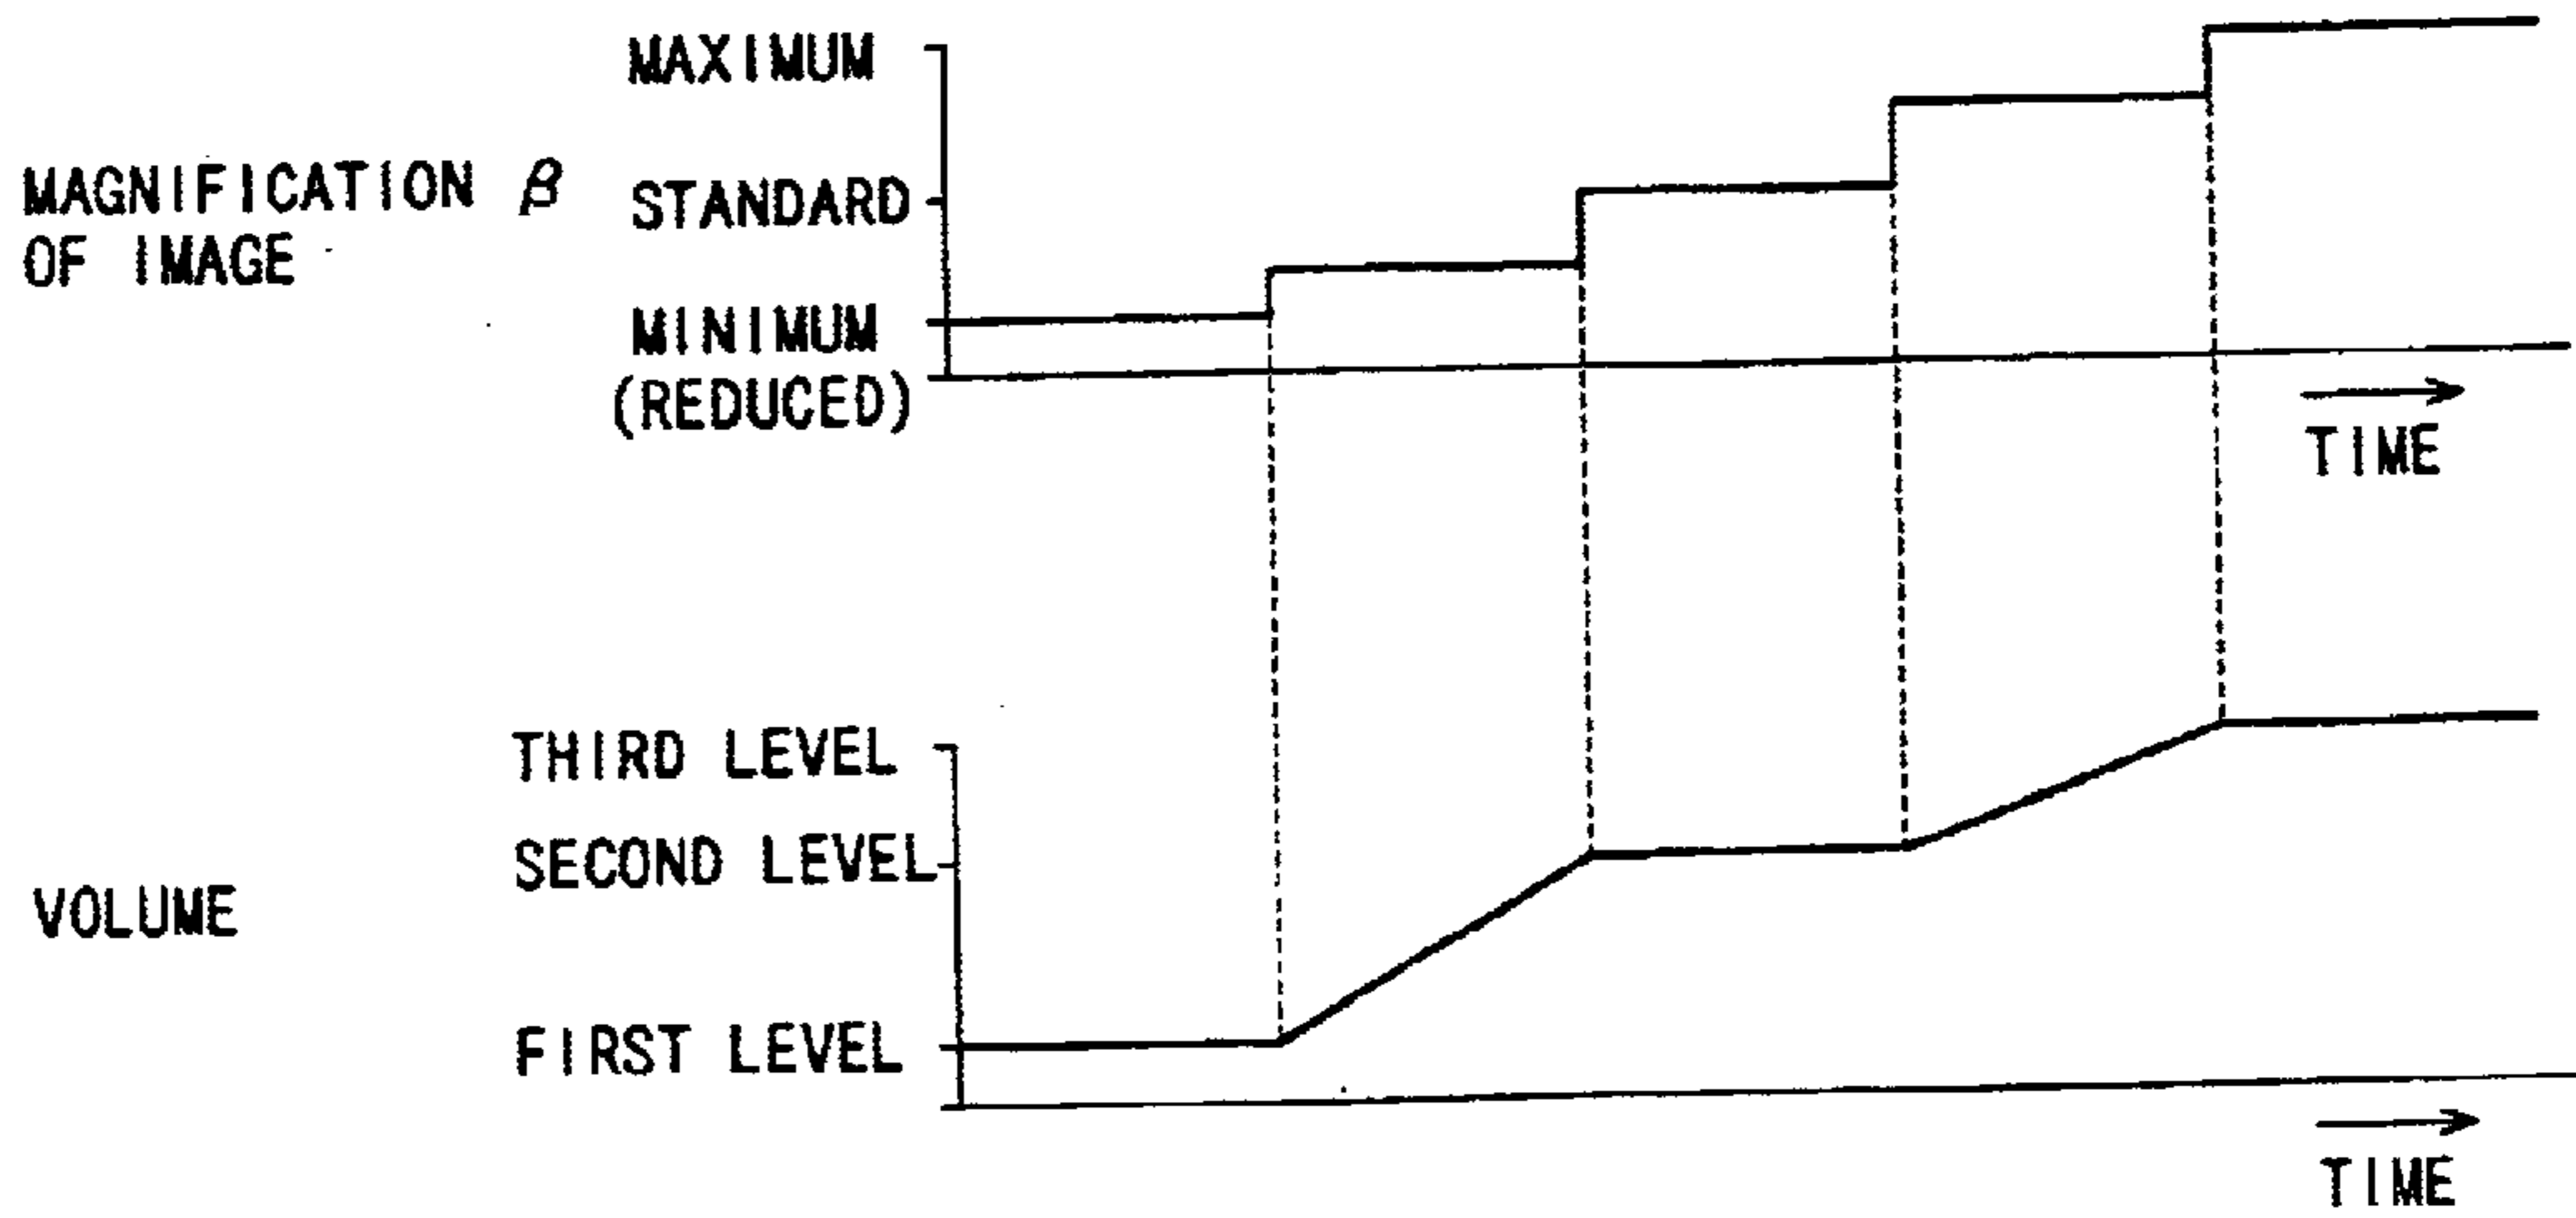 MAXIMUM
MAGNIFICATION β
OF IMAGE
STANDARD
MINIMUM
(REDUCED)
TIME
THIRD LEVEL
SECOND LEVEL
VOLUME
FIRST LEVEL
TIME